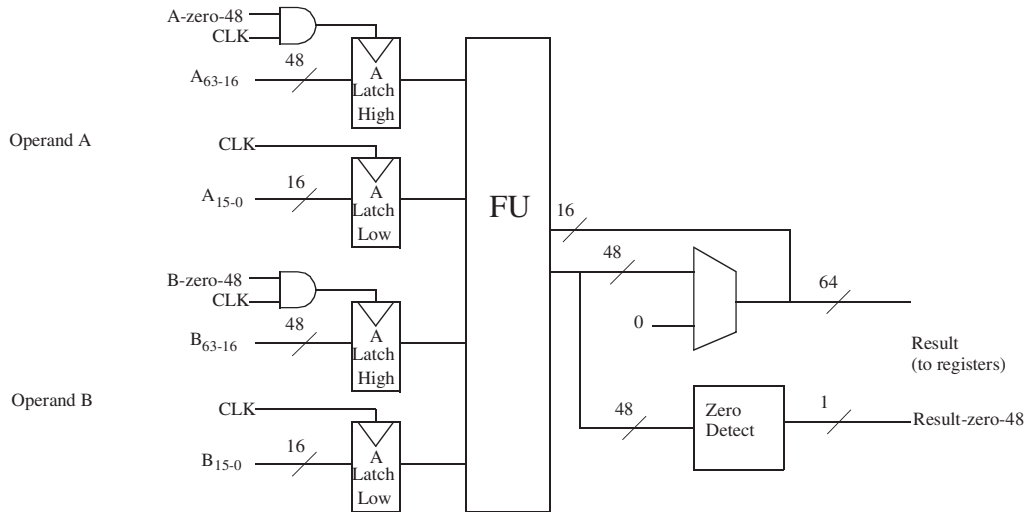 A-zero-48
CLK
48
A63-16
A
Latch
High
Operand A
CLK
16
A15-0
A
Latch
Low
FU
16
48
64
0
Result
(to registers)
B-zero-48
CLK
48
B63-16
A
Latch
High
Operand B
CLK
16
B15-0
A
Latch
Low
48
Zero
Detect
1
Result-zero-48